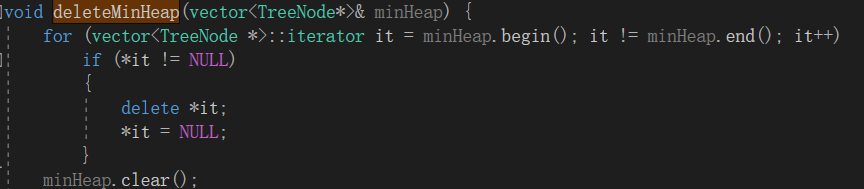 void deleteMinHeap(vector<TreeNode*>& minHeap) {
for (vector<TreeNode *>::iterator it = minHeap.begin(); it != minHeap.end(); it++)
if (*it != NULL)
{
delete *it;
*it = NULL;
}
minHeap.clear();